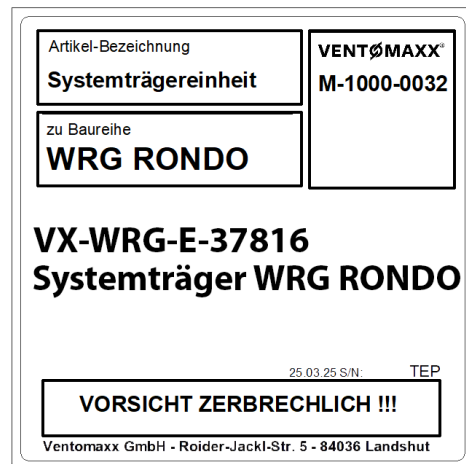 Artikel-Bezeichnung
Systemträgereinheit
VENTØMAXX®
M-1000-0032
zu Baureihe
WRG RONDO
VX-WRG-E-37816
Systemträger WRG RONDO
25.03.25 S/N: TEP
VORSICHT ZERBRECHLICH !!!
Ventomaxx GmbH - Roider-Jackl-Str. 5 - 84036 Landshut